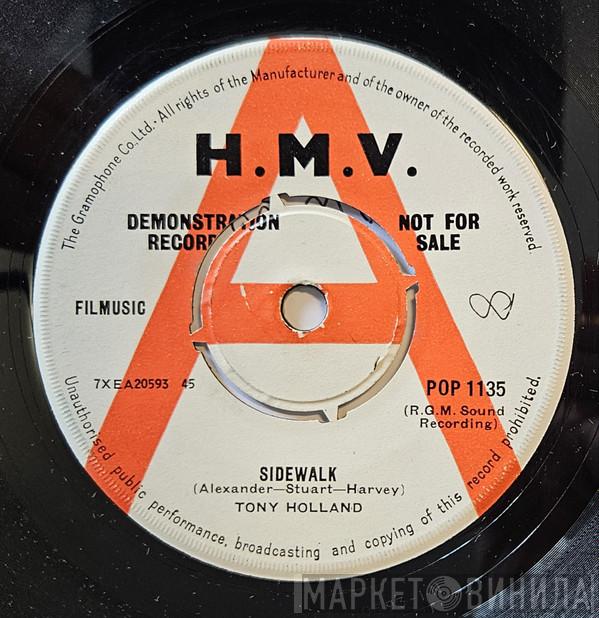 The Gramophone Co., Ltd. All rights of the Manufacturer and of the owner of the recorded work reserved.
H.M.V.
DEMONSTRATION NOT FOR
RECORD SALE
FILMUSIC
7XEA20593 45
POP 1135
(R.G.M. Sound
Recording)
SIDEWALK
(Alexander—Stuart—Harvey)
TONY HOLLAND
Unauthorised public performance, broadcasting and copying of this record prohibited.
МАРКЕТ ВИНИЛА